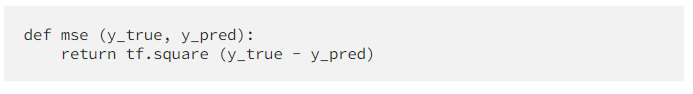 def mse (y_true, y_pred):
    return tf.square (y_true - y_pred)